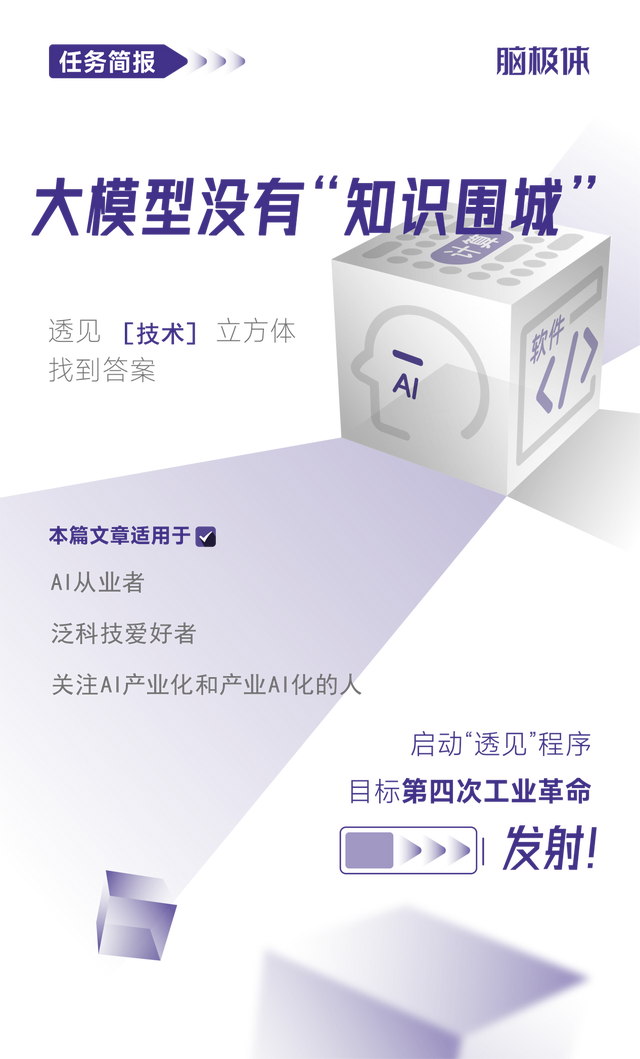 任务简报
脑极体
大模型没有“知识围城”
计算
透见 [技术] 立方体
找到答案
软件
</>
AI
本篇文章适用于
AI从业者
泛科技爱好者
关注AI产业化和产业AI化的人
启动“透见”程序
目标第四次工业革命
发射!